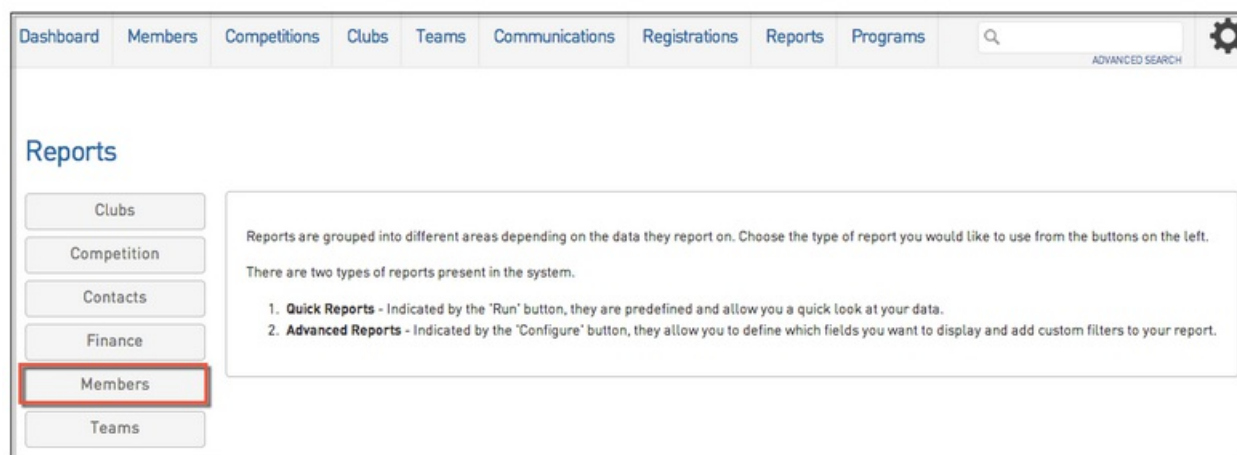 Dashboard Members Competitions Clubs Teams Communications Registrations Reports Programs
ADVANCED SEARCH
Reports
Clubs
Competition
Contacts
Finance
Members
Teams
Reports are grouped into different areas depending on the data they report on. Choose the type of report you would like to use from the buttons on the left.
There are two types of reports present in the system.
1. Quick Reports - Indicated by the 'Run' button, they are predefined and allow you a quick look at your data.
2. Advanced Reports - Indicated by the 'Configure' button, they allow you to define which fields you want to display and add custom filters to your report.